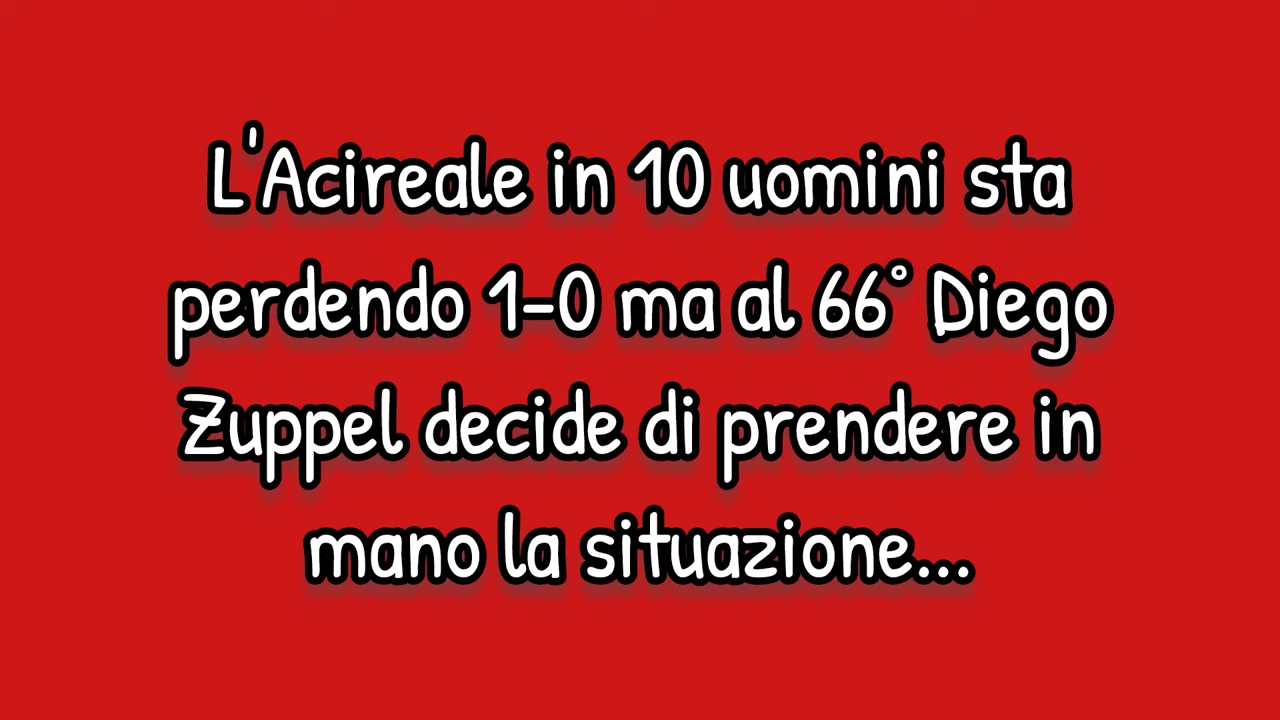 L'Acireale in 10 uomini sta
perdendo 1-0 ma al 66° Diego
Zuppel decide di prendere in
mano la situazione...